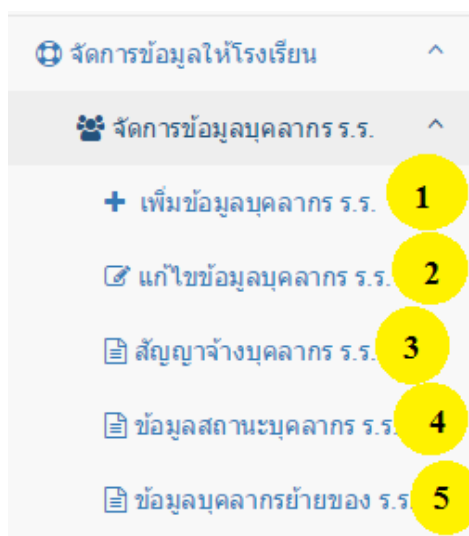 จัดการข้อมูลให้โรงเรียน
จัดการข้อมูลบุคลากร ร.ร.
เพิ่มข้อมูลบุคลากร ร.ร. 1
แก้ไขข้อมูลบุคลากร ร.ร. 2
สัญญาจ้างบุคลากร ร.ร. 3
ข้อมูลสถานะบุคลากร ร.ร. 4
ข้อมูลบุคลากรย้ายของ ร.ร. 5